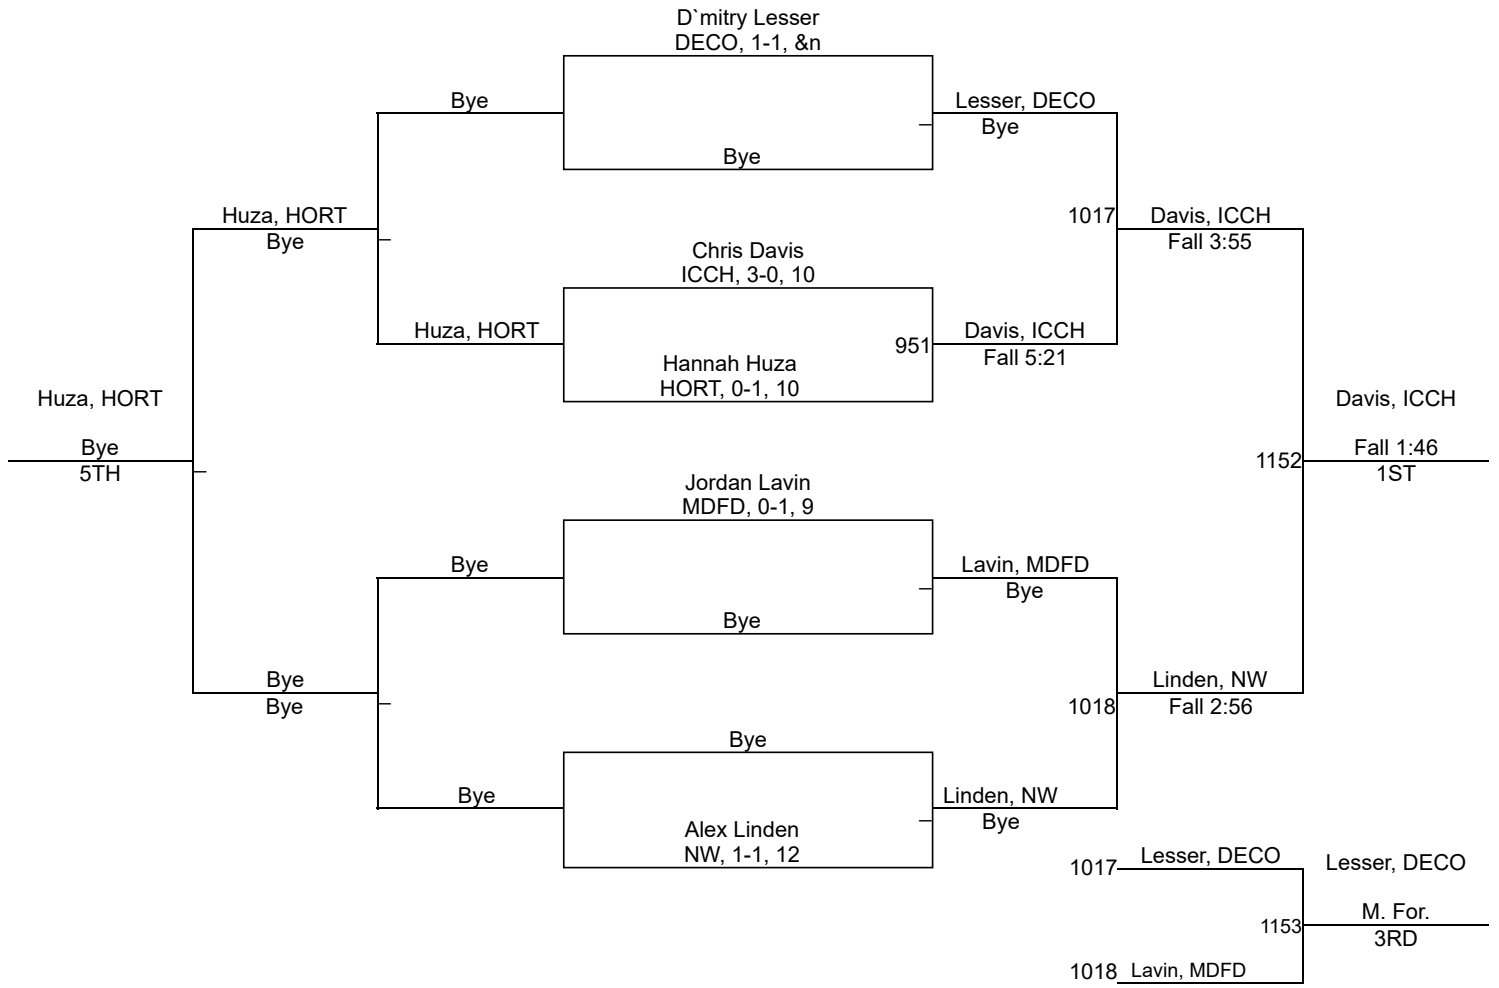 D`mitry Lesser
DECO, 1-1, &n
Bye
Lesser, DECO
Bye
Bye
Huza, HORT
Bye
1017
Davis, ICCH
Fall 3:55
Chris Davis
ICCH, 3-0, 10
Huza, HORT
951
Davis, ICCH
Fall 5:21
Hannah Huza
HORT, 0-1, 10
Huza, HORT
Bye
5TH
Davis, ICCH
1152
Fall 1:46
1ST
Jordan Lavin
MDFD, 0-1, 9
Bye
Lavin, MDFD
Bye
Bye
Bye
Bye
1018
Linden, NW
Fall 2:56
Bye
Bye
Linden, NW
Bye
Alex Linden
NW, 1-1, 12
1017
Lesser, DECO
Lesser, DECO
1153
M. For.
3RD
1018
Lavin, MDFD